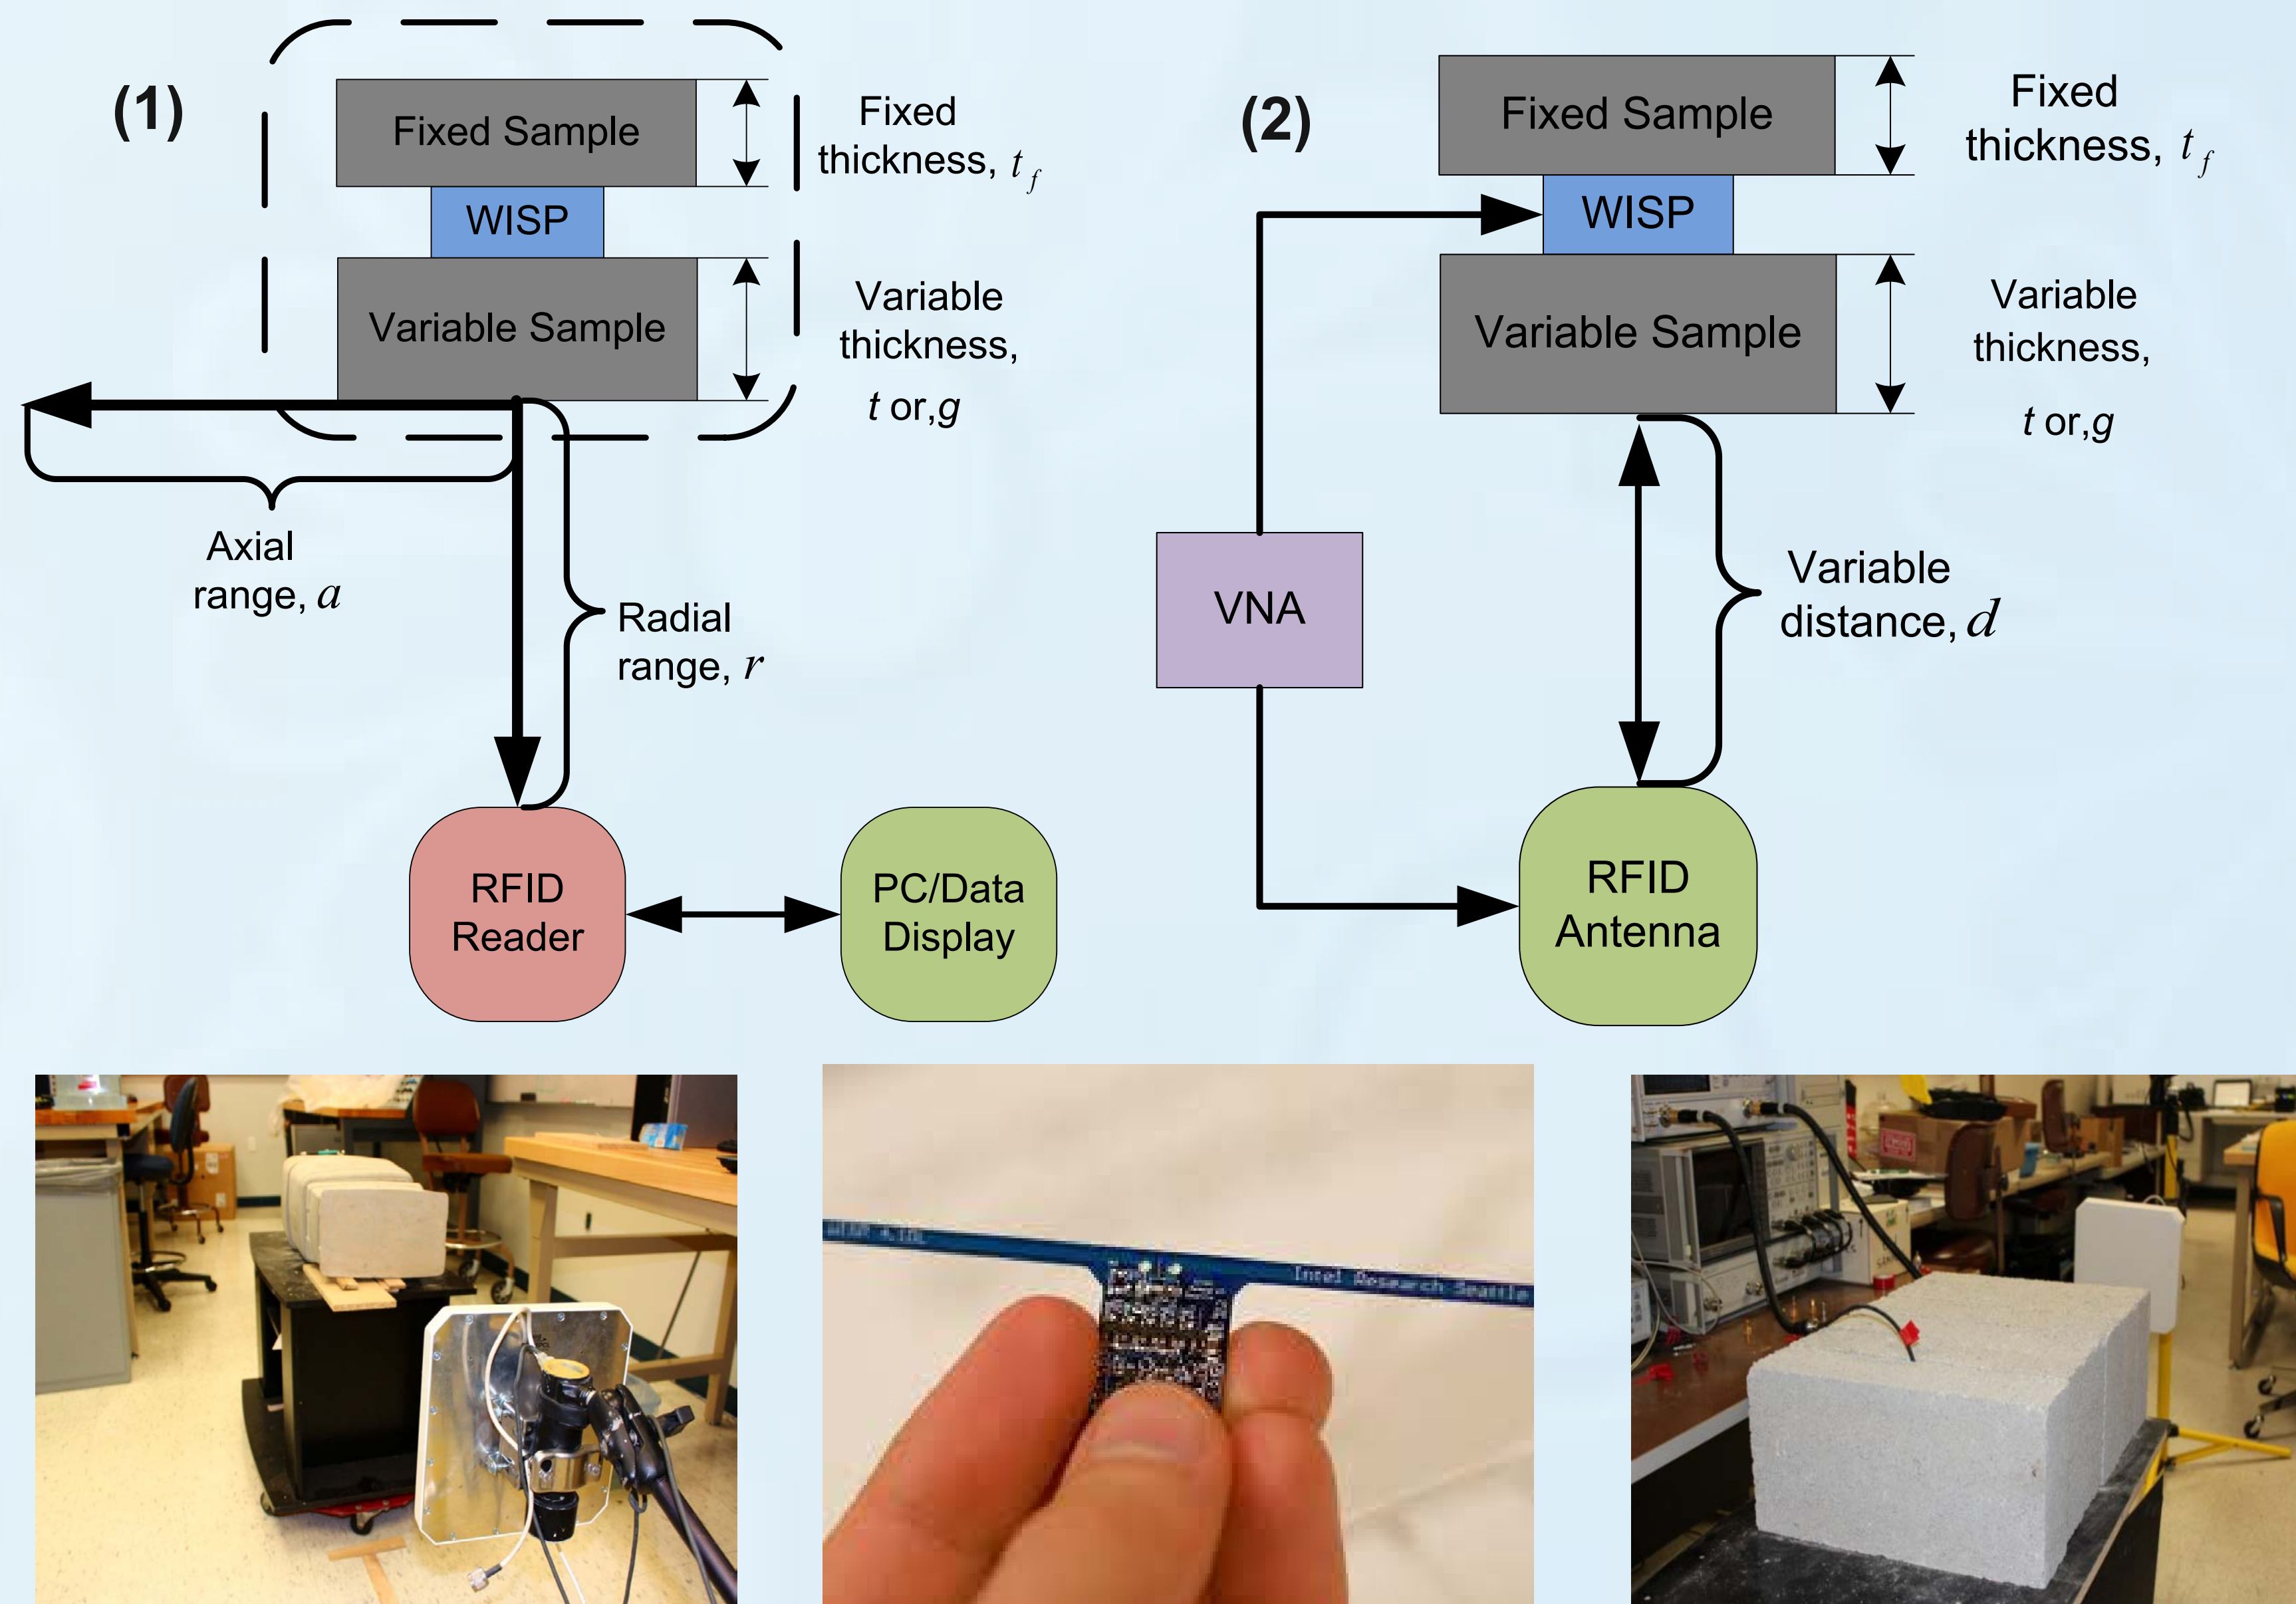 (1)
Fixed Sample
WISP
Variable Sample
Fixed
thickness, t_f
Variable
thickness,
t or,g
Axial
range, a
Radial
range, r
RFID
Reader
PC/Data
Display
(2)
Fixed Sample
WISP
Variable Sample
Fixed
thickness, t_f
Variable
thickness,
t or,g
VNA
Variable
distance, d
RFID
Antenna
Intel Research Seattle